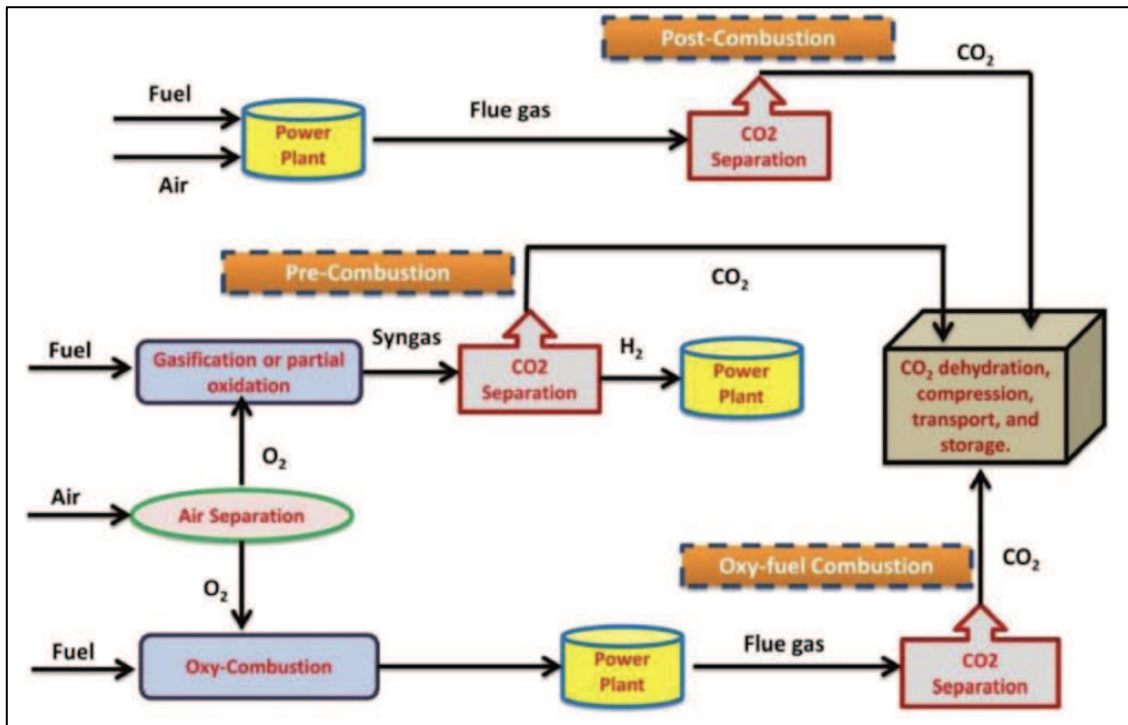 Post-Combustion
CO₂
Fuel
Power
Plant
Air
Flue gas
CO2
Separation
Pre-Combustion
CO₂
Fuel
Gasification or partial
oxidation
Syngas
CO2
Separation
H₂
Power
Plant
CO₂ dehydration,
compression,
transport, and
storage.
O₂
Air
Air Separation
O₂
Oxy-fuel Combustion
CO₂
Fuel
Oxy-Combustion
Power
Plant
Flue gas
CO2
Separation